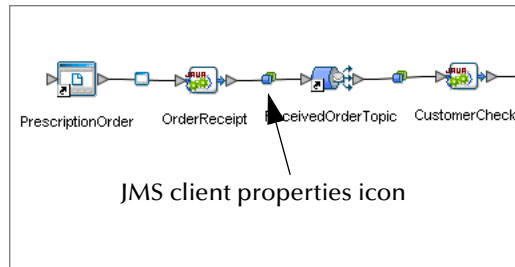 PrescriptionOrder OrderReceipt ReceivedOrderTopic CustomerCheck
JMS client properties icon